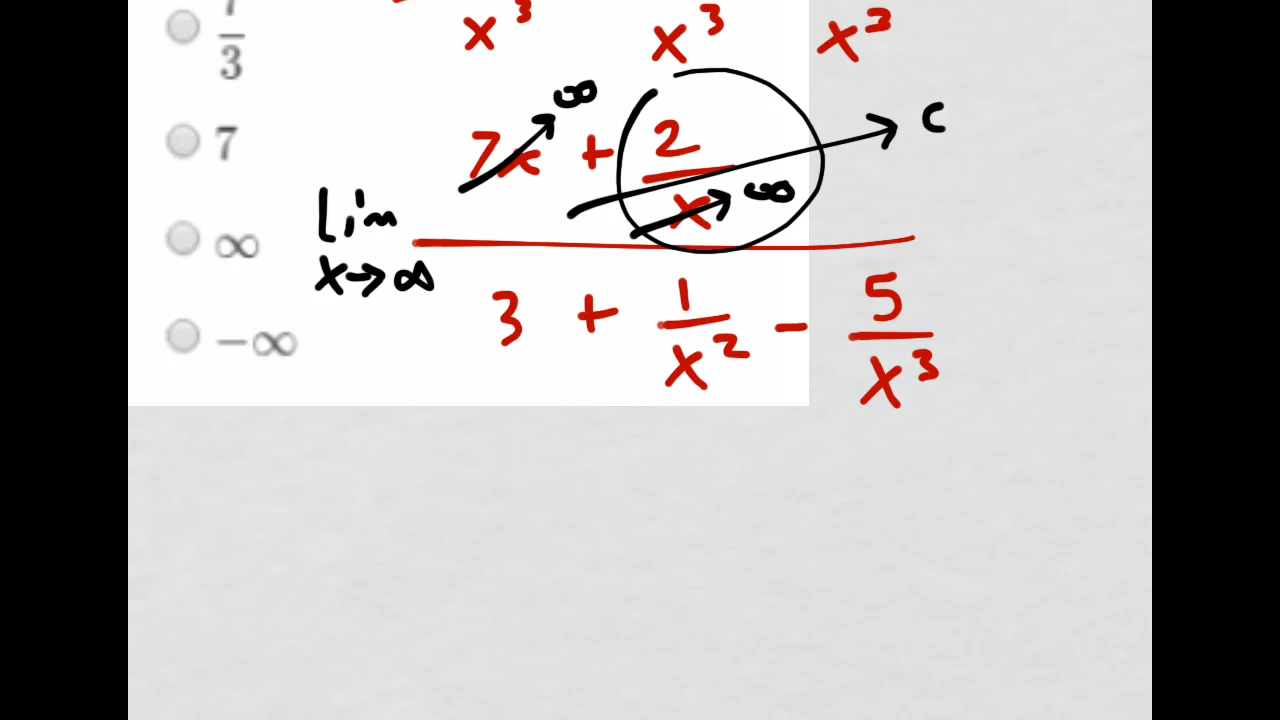 7/3 x³ x³ x³
7 7x → ∞ + 2/x → ∞ → c
∞ lim x→∞
-∞ 3 + 1/x² - 5/x³